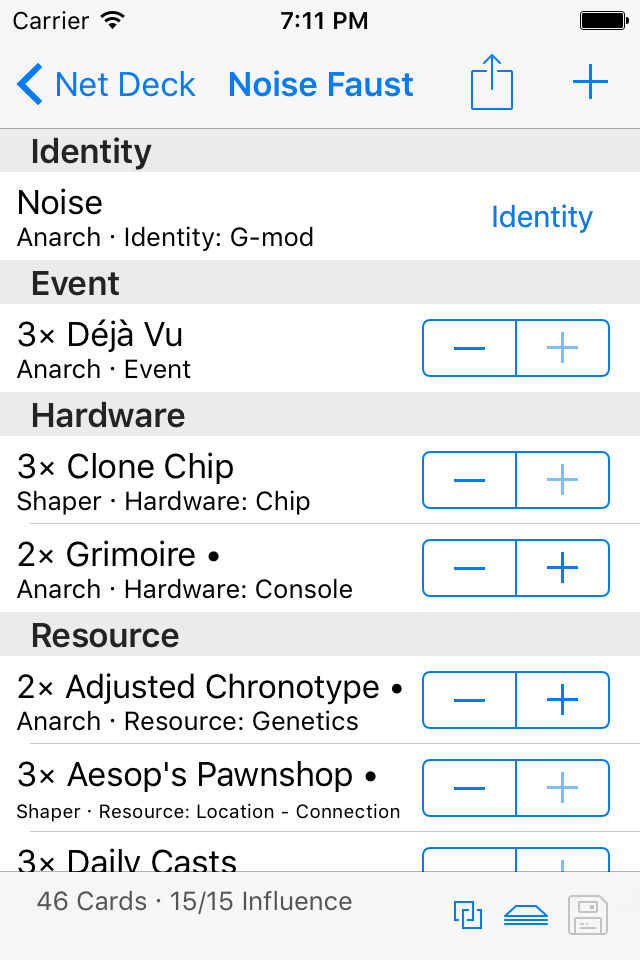 Carrier 7:11 PM
Net Deck Noise Faust
Identity
Noise
Identity
Anarch · Identity: G-mod
Event
3× Déjà Vu
Anarch · Event
Hardware
3× Clone Chip
Shaper · Hardware: Chip
2× Grimoire •
Anarch · Hardware: Console
Resource
2× Adjusted Chronotype •
Anarch · Resource: Genetics
3× Aesop's Pawnshop •
Shaper · Resource: Location - Connection
3× Daily Casts
46 Cards · 15/15 Influence